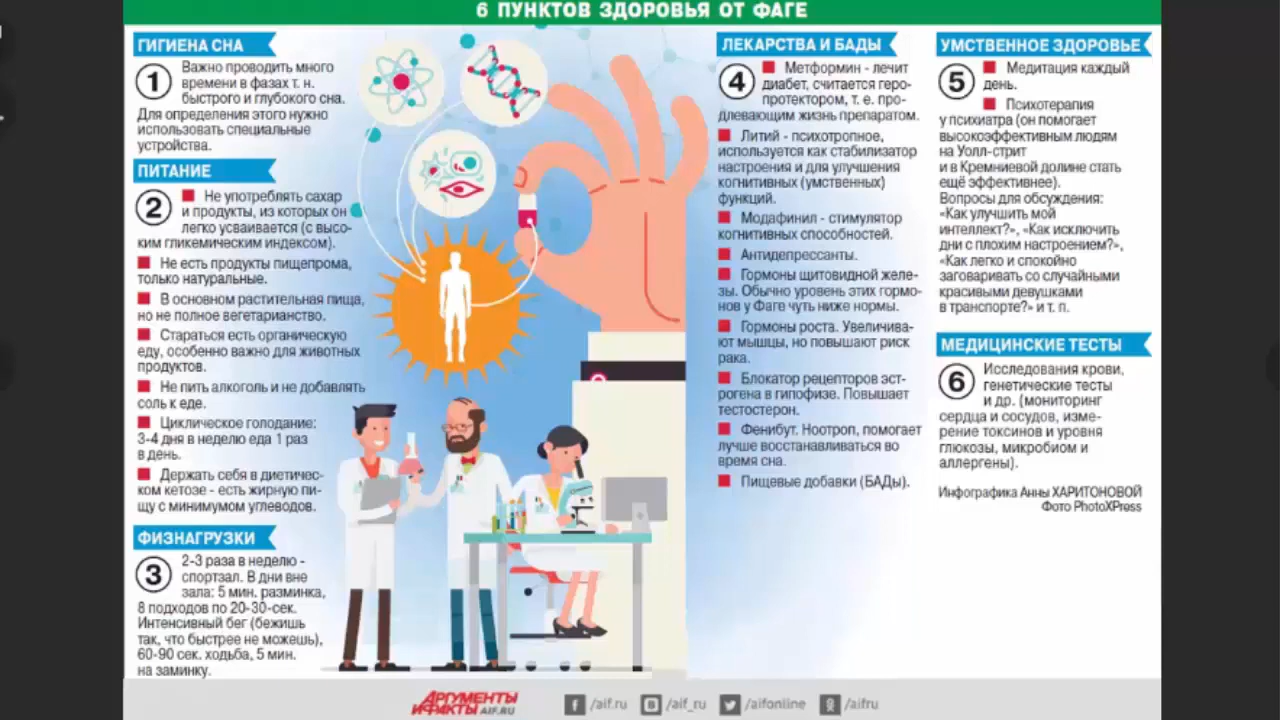 6 ПУНКТОВ ЗДОРОВЬЯ ОТ ФАГЕ
ГИГИЕНА СНА
1
Важно проводить много
времени в фазах т. н.
быстрого и глубокого сна.
Для определения этого нужно
использовать специальные
устройства.
ПИТАНИЕ
2
Не употреблять сахар
и продукты, из которых он
легко усваивается (с высо-
ким гликемическим индексом).
Не есть продукты пищепрома,
только натуральные.
В основном растительная пища,
но не полное вегетарианство.
Стараться есть органическую
еду, особенно важно для животных
продуктов.
Не пить алкоголь и не добавлять
соль к еде.
Циклическое голодание:
3-4 дня в неделю еда 1 раз
в день.
Держать себя в диетичес-
ком кетозе - есть жирную пи-
щу с минимумом углеводов.
ФИЗНАГРУЗКИ
3
2-3 раза в неделю -
спортзал. В дни вне
зала: 5 мин. разминка,
8 подходов по 20-30-сек.
Интенсивный бег (бежишь
так, что быстрее не можешь),
60-90 сек. ходьба, 5 мин.
на заминку.
ЛЕКАРСТВА И БАДЫ
4
Метформин - лечит
диабет, считается геро-
протектором, т. е. про-
длевающим жизнь препаратом.
Литий - психотропное,
используется как стабилизатор
настроения и для улучшения
когнитивных (умственных)
функций.
Модафинил - стимулятор
когнитивных способностей.
Антидепрессанты.
Гормоны щитовидной желе-
зы. Обычно уровень этих гормо-
нов у Фаге чуть ниже нормы.
Гормоны роста. Увеличива-
ют мышцы, но повышают риск
рака.
Блокатор рецепторов эст-
рогена в гипофизе. Повышает
тестостерон.
Фенибут. Ноотроп, помогает
лучше восстанавливаться во
время сна.
Пищевые добавки (БАДы).
УМСТВЕННОЕ ЗДОРОВЬЕ
5
Медитация каждый
день.
Психотерапия
у психиатра (он помогает
высокоэффективным людям
на Уолл-стрит
и в Кремниевой долине стать
ещё эффективнее).
Вопросы для обсуждения:
«Как улучшить мой
интеллект?», «Как исключить
дни с плохим настроением?»,
«Как легко и спокойно
заговаривать со случайными
красивыми девушками
в транспорте?» и т. п.
МЕДИЦИНСКИЕ ТЕСТЫ
6
Исследования крови,
генетические тесты
и др. (мониторинг
сердца и сосудов, изме-
рение токсинов и уровня
глюкозы, микробиом и
аллергены).
Инфографика Анны ХАРИТОНОВОЙ
Фото PhotoXPress
АРГУМЕНТЫ
И ФАКТЫ AIF.RU
/aif.ru
/aif_ru
/aifonline
/aifru